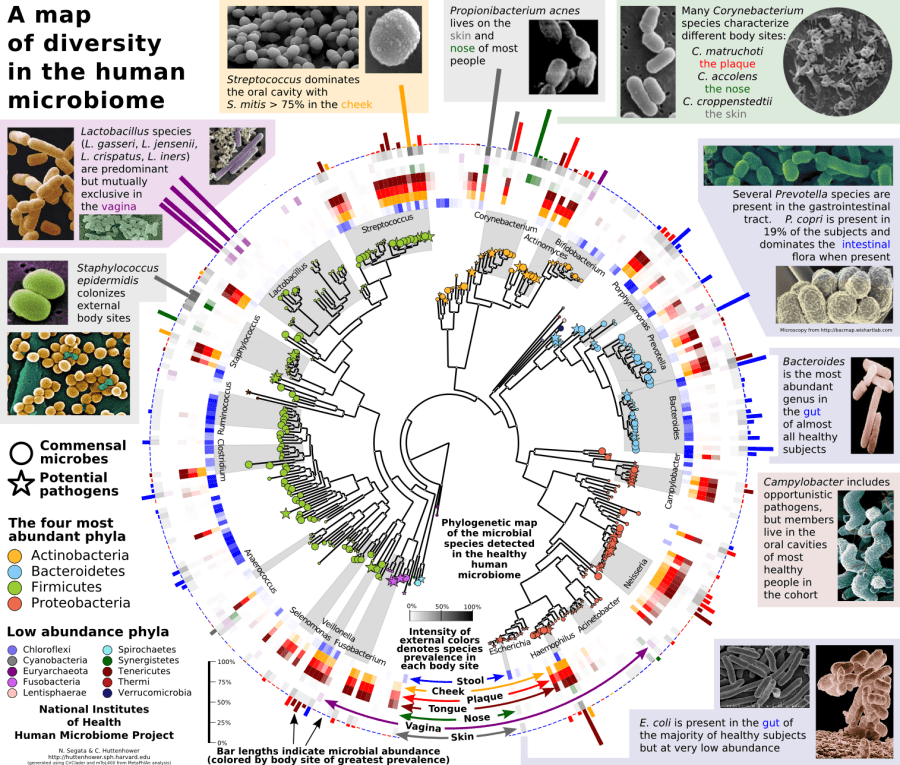 A map
of diversity
in the human
microbiome
Streptococcus dominates
the oral cavity with
S. mitis > 75% in the cheek
Propionibacterium acnes
lives on the
skin and
nose of most
people
Many Corynebacterium
species characterize
different body sites:
C. matruchoti
the plaque
C. accolens
the nose
C. croppenstedtii
the skin
Lactobacillus species
(L. gasseri, L. jensenii,
L. crispatus, L. iners)
are predominant
but mutually
exclusive in
the vagina
Several Prevotella species are
present in the gastrointestinal
tract. P. copri is present in
19% of the subjects and
dominates the intestinal
flora when present
Microscopy from http://bacmap.wishartlab.com
Staphylococcus
epidermidis
colonizes
external
body sites
Bacteroides
is the most
abundant
genus in
the gut
of almost
all healthy
subjects
Campylobacter includes
opportunistic
pathogens,
but members
live in the
oral cavities
of most
healthy
people in
the cohort
E. coli is present in the gut of
the majority of healthy subjects
but at very low abundance
Commensal
microbes
Potential
pathogens
The four most
abundant phyla
Actinobacteria
Bacteroidetes
Firmicutes
Proteobacteria
Low abundance phyla
Chloroflexi
Cyanobacteria
Euryarchaeota
Fusobacteria
Lentisphaerae
Spirochaetes
Synergistetes
Tenericutes
Thermi
Verrucomicrobia
National Institutes
of Health
Human Microbiome Project
N. Segata & C. Huttenhower
http://huttenhower.sph.harvard.edu
Streptococcus
Corynebacterium
Actinomyces
Bifidobacterium
Porphyromonas
Prevotella
Bacteroides
Campylobacter
Neisseria
Acinetobacter
Haemophilus
Escherichia
Fusobacterium
Veillonella
Selenomonas
Anaerococcus
Clostridium
Ruminococcus
Staphylococcus
Lactobacillus
Phylogenetic map
of the microbial
species detected
in the healthy
human
microbiome
0% 50% 100%
Intensity of
external colors
denotes species
prevalence in
each body site
Stool
Cheek
Plaque
Tongue
Nose
Vagina
Skin
100%
75%
50%
25%
0%
Bar lengths indicate microbial abundance
(colored by body site of greatest prevalence)